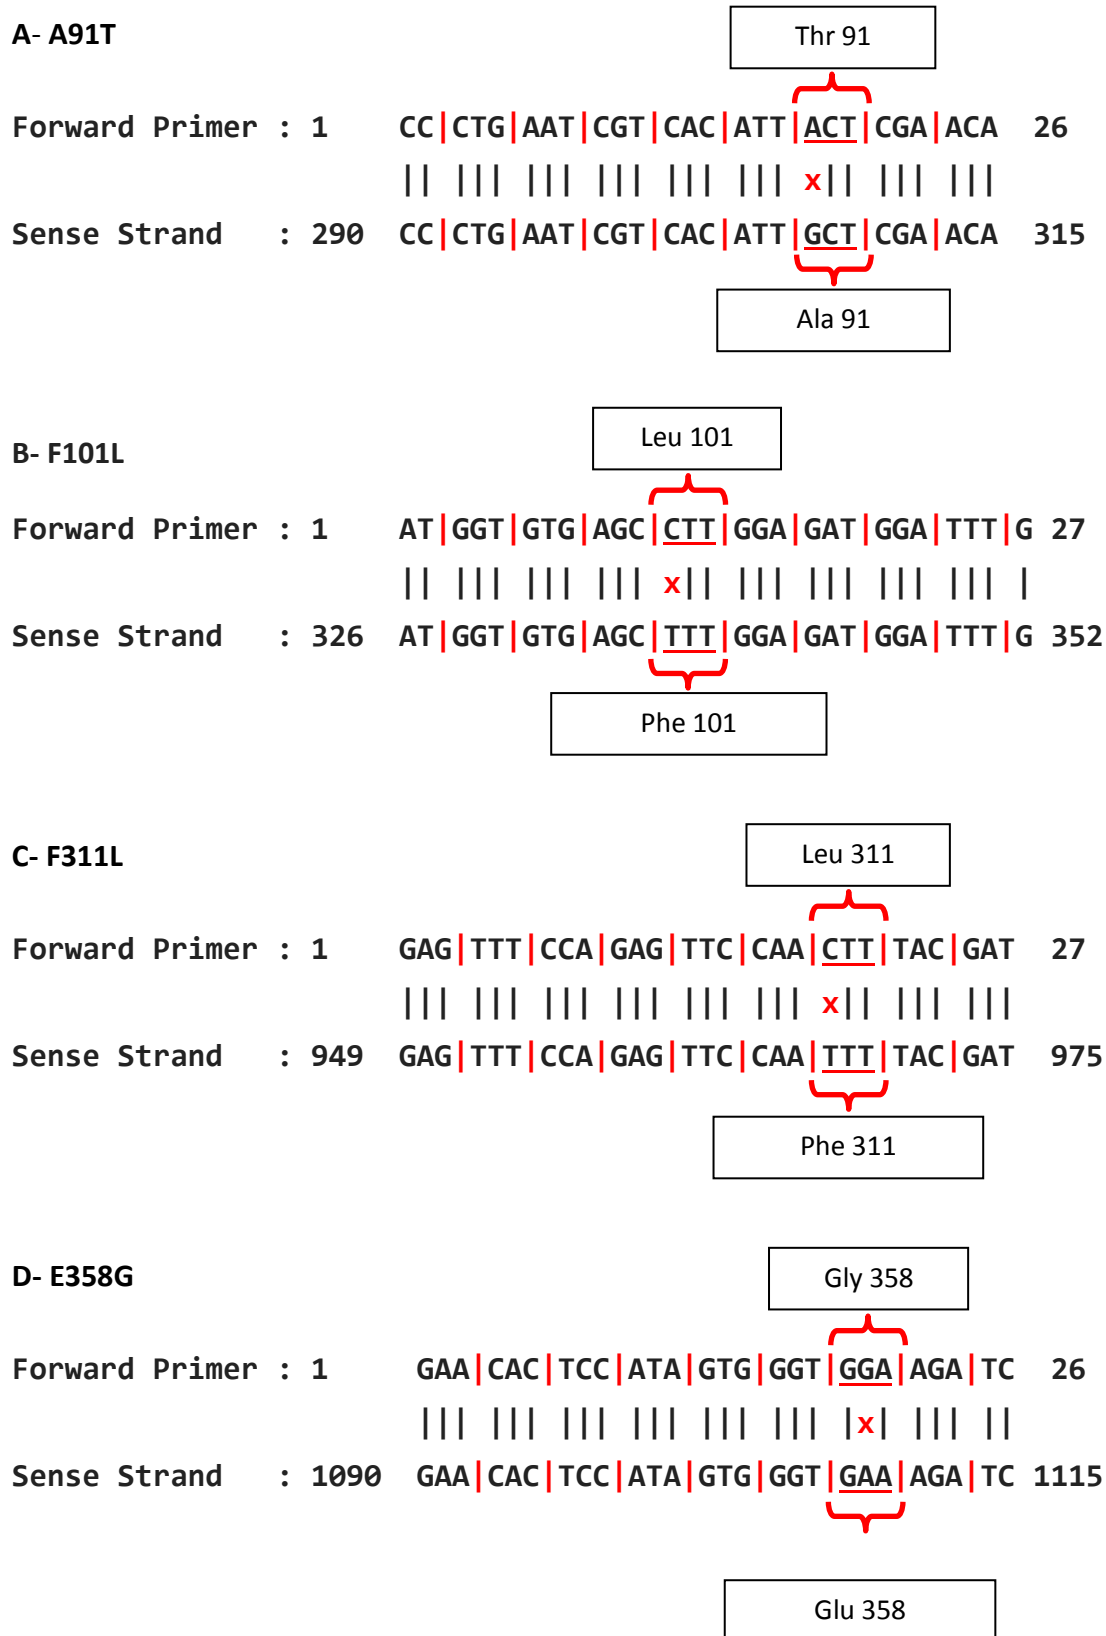 A- A91T
Thr 91
Forward Primer : 1 CC|CTG|AAT|CGT|CAC|ATT|ACT|CGA|ACA 26
|| ||| ||| ||| ||| ||| x|| ||| |||
Sense Strand : 290 CC|CTG|AAT|CGT|CAC|ATT|GCT|CGA|ACA 315
Ala 91
B- F101L
Leu 101
Forward Primer : 1 AT|GGT|GTG|AGC|CTT|GGA|GAT|GGA|TTT|G 27
|| ||| ||| ||| x|| ||| ||| ||| ||| |
Sense Strand : 326 AT|GGT|GTG|AGC|TTT|GGA|GAT|GGA|TTT|G 352
Phe 101
C- F311L
Leu 311
Forward Primer : 1 GAG|TTT|CCA|GAG|TTC|CAA|CTT|TAC|GAT 27
||| ||| ||| ||| ||| ||| x|| ||| |||
Sense Strand : 949 GAG|TTT|CCA|GAG|TTC|CAA|TTT|TAC|GAT 975
Phe 311
D- E358G
Gly 358
Forward Primer : 1 GAA|CAC|TCC|ATA|GTG|GGT|GGA|AGA|TC 26
||| ||| ||| ||| ||| ||| |x| ||| ||
Sense Strand : 1090 GAA|CAC|TCC|ATA|GTG|GGT|GAA|AGA|TC 1115
Glu 358